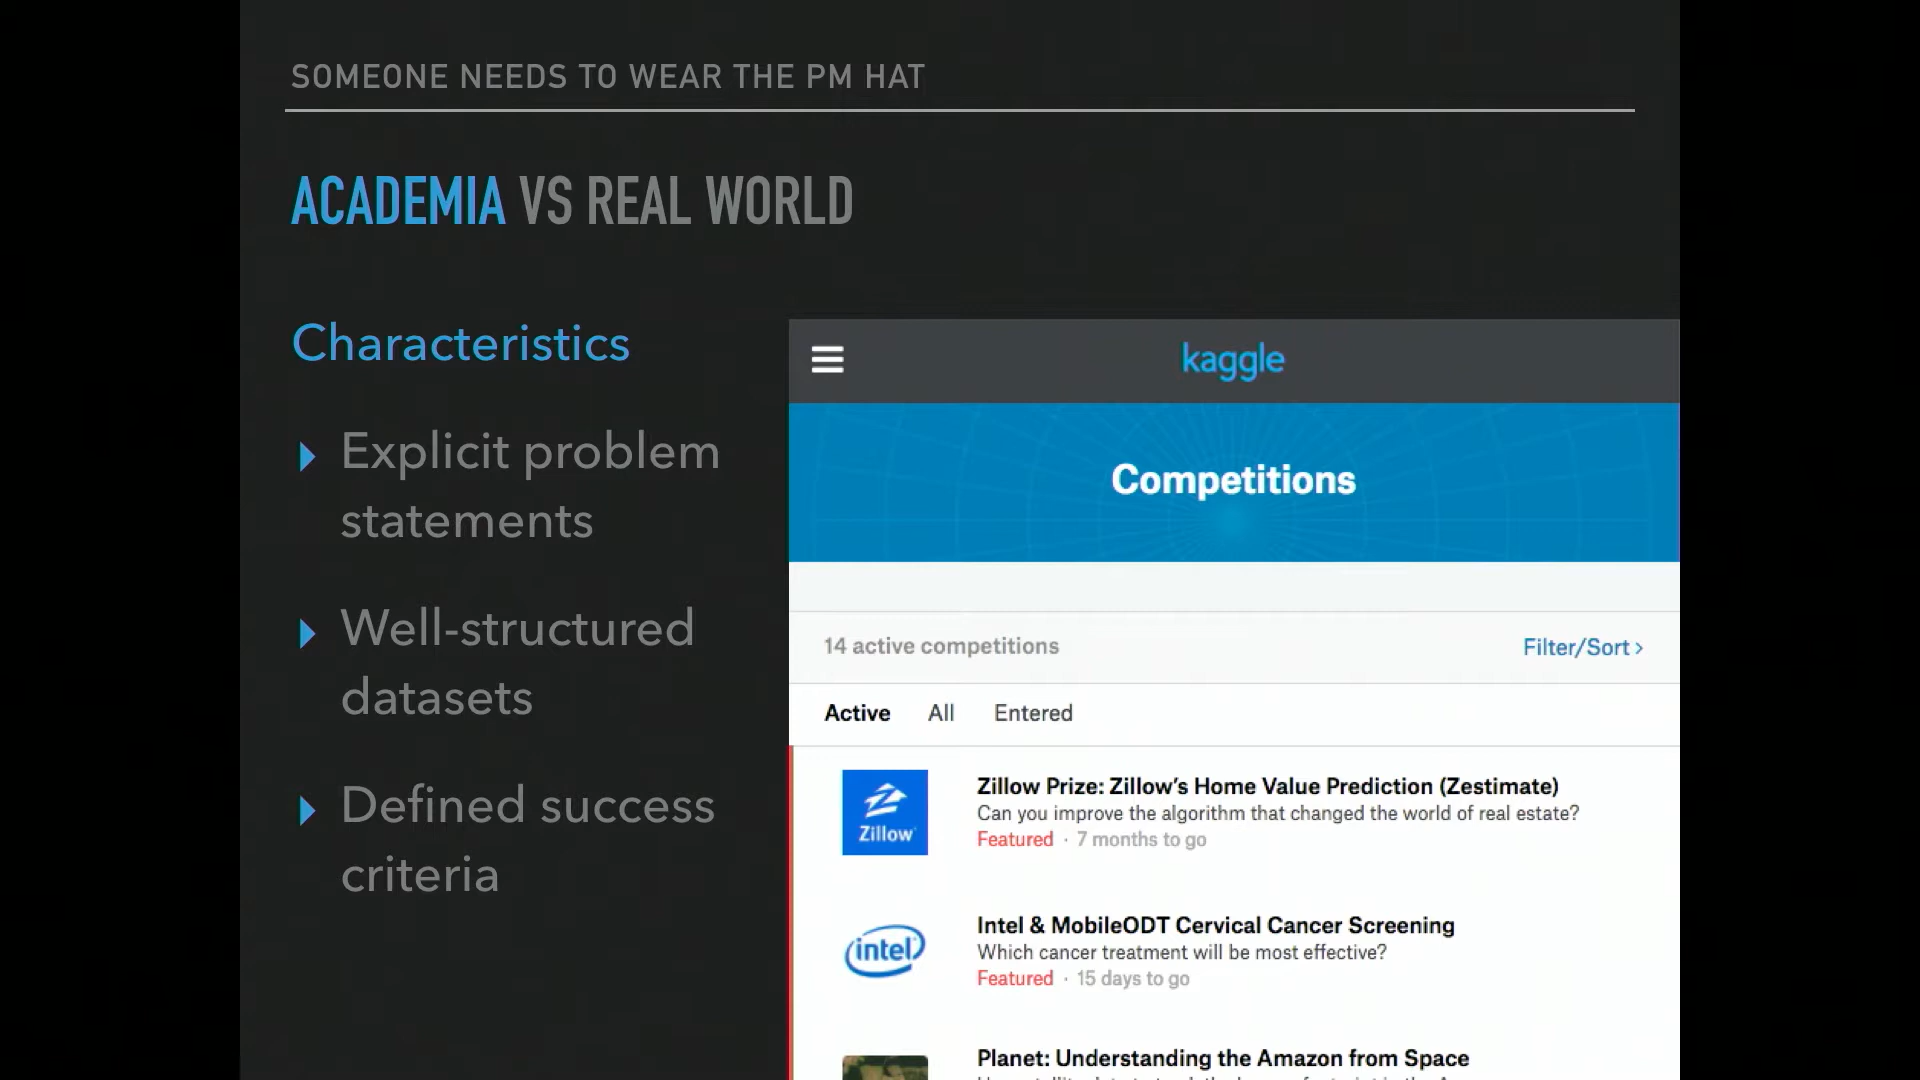 SOMEONE NEEDS TO WEAR THE PM HAT
ACADEMIA VS REAL WORLD
Characteristics
Explicit problem
statements
Well-structured
datasets
Defined success
criteria
kaggle
Competitions
14 active competitions
Filter/Sort ›
Active All Entered
Zillow
Zillow Prize: Zillow’s Home Value Prediction (Zestimate)
Can you improve the algorithm that changed the world of real estate?
Featured · 7 months to go
intel
Intel & MobileODT Cervical Cancer Screening
Which cancer treatment will be most effective?
Featured · 15 days to go
Planet: Understanding the Amazon from Space